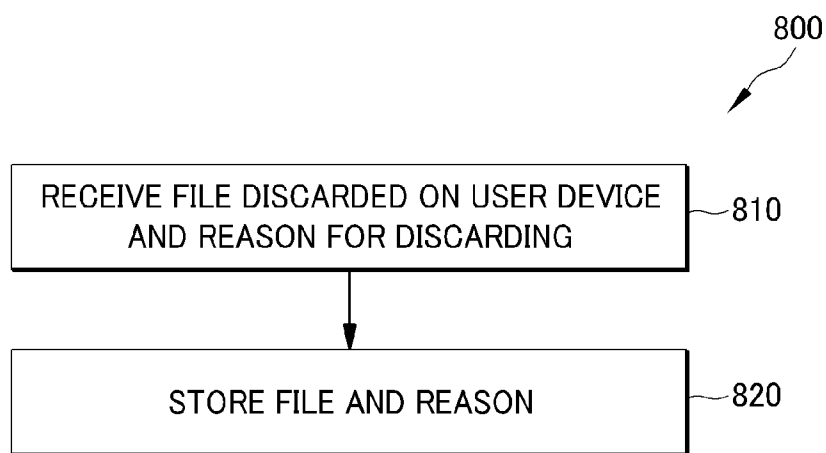 800
RECEIVE FILE DISCARDED ON USER DEVICE
AND REASON FOR DISCARDING
810
STORE FILE AND REASON
820